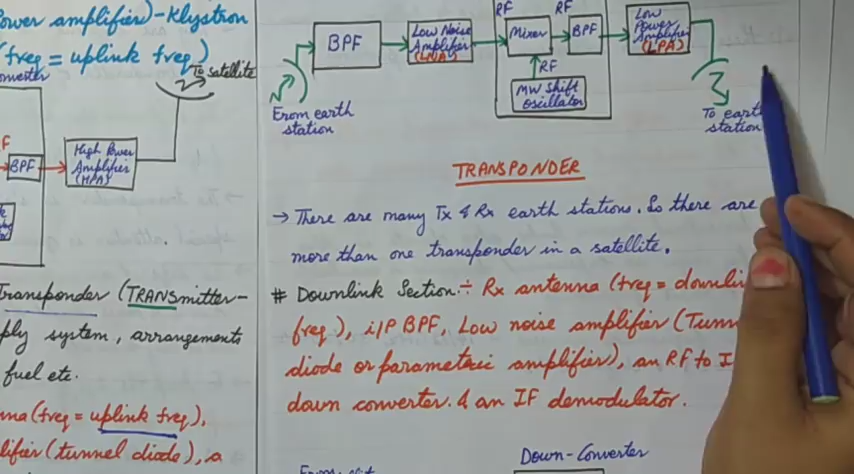 Power amplifier)-Klystron
(freq = uplink freq)
To satellite
BPF
High Power
Amplifier
(HPA)
Transponder (TRANSmitter-
ply system, arrangements
fuel etc.
nna (freq = uplink freq),
lifier (tunnel diode), a
From earth
station
BPF
Low Noise
Amplifier
(LNA)
RF
Mixer
RF
BPF
RF
MW Shift
oscillator
Low
Power
Amplifier
(LPA)
To earth
station
TRANSPONDER
→ There are many Tx & Rx earth stations. So there are
more than one transponder in a satellite.
# Downlink Section :- Rx antenna (freq = downli
freq), i/P BPF, Low noise amplifier (Tunn
diode or parametric amplifier), an RF to I
down converter. & an IF demodulator.
Down-Converter